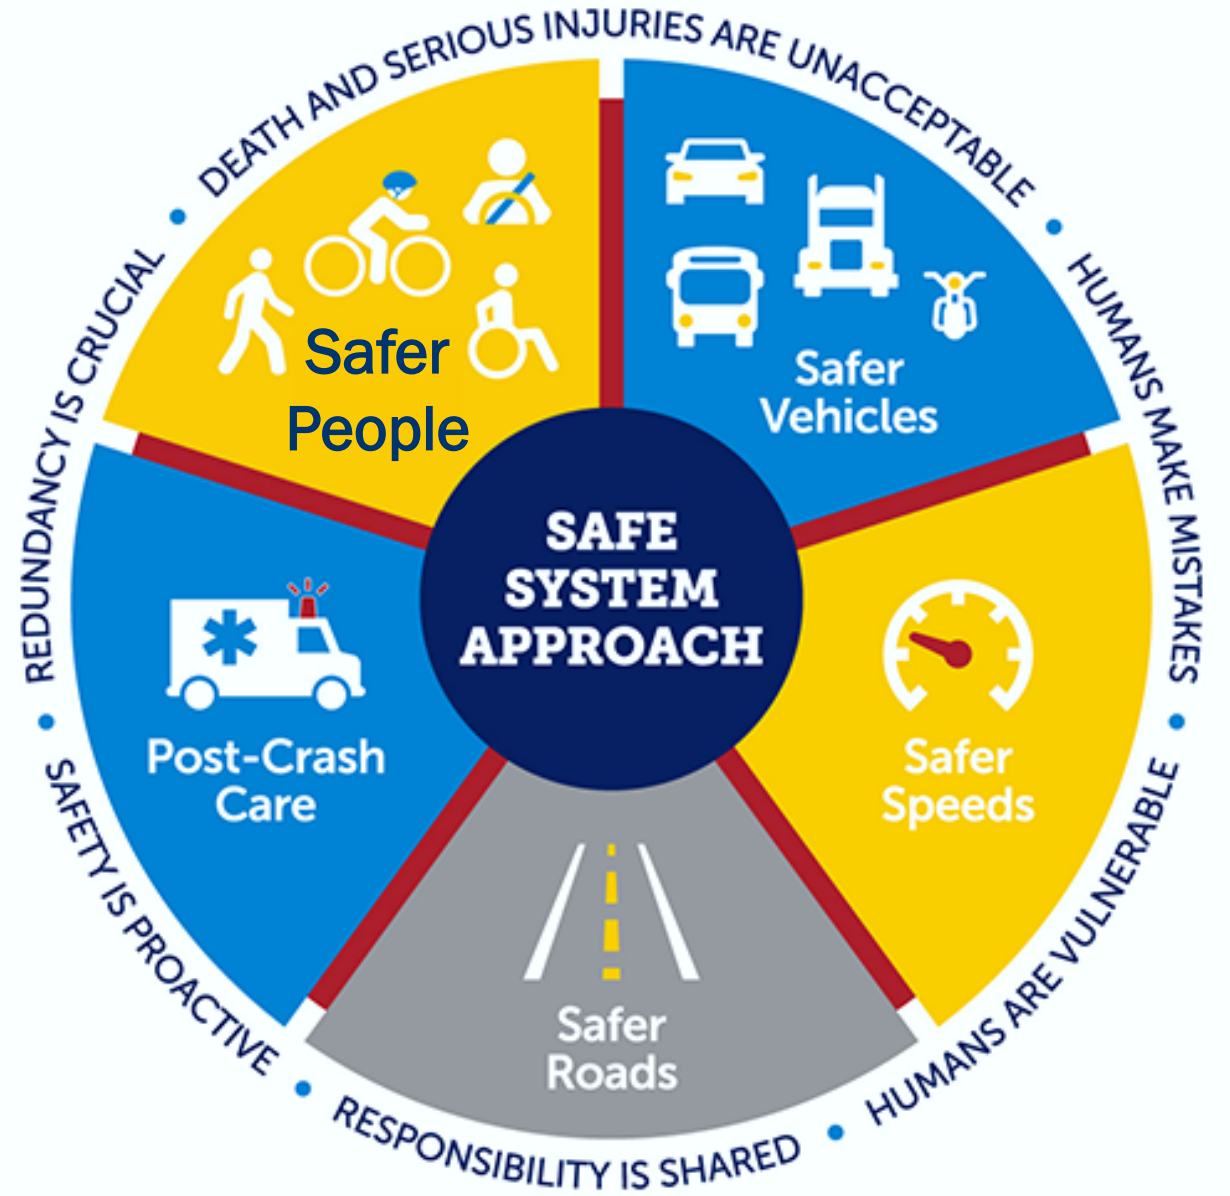 DEATH AND SERIOUS INJURIES ARE UNACCEPTABLE
HUMANS MAKE MISTAKES
HUMANS ARE VULNERABLE
RESPONSIBILITY IS SHARED
SAFETY IS PROACTIVE
REDUNDANCY IS CRUCIAL
Safer
People
Safer
Vehicles
Safer
Speeds
Safer
Roads
Post-Crash
Care
SAFE
SYSTEM
APPROACH